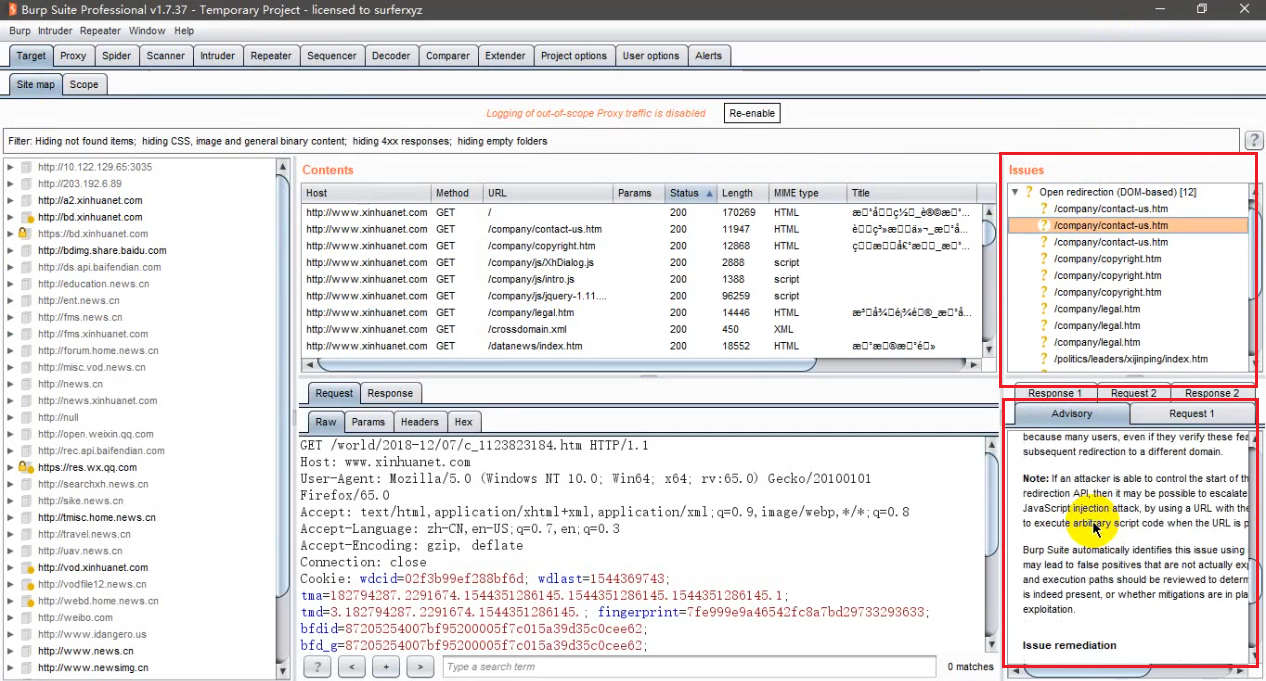 Burp Suite Professional v1.7.37 - Temporary Project - licensed to surferxyz
Burp Intruder Repeater Window Help
Target Proxy Spider Scanner Intruder Repeater Sequencer Decoder Comparer Extender Project options User options Alerts
Site map Scope
Logging of out-of-scope Proxy traffic is disabled Re-enable
Filter: Hiding not found items; hiding CSS, image and general binary content; hiding 4xx responses; hiding empty folders ?
http://10.122.129.65:3035
http://203.192.6.89
http://a2.xinhuanet.com
http://bd.xinhuanet.com
https://bd.xinhuanet.com
http://bdimg.share.baidu.com
http://ds.api.baifendian.com
http://education.news.cn
http://ent.news.cn
http://fms.news.cn
http://fms.xinhuanet.com
http://forum.home.news.cn
http://misc.vod.news.cn
http://news.cn
http://news.xinhuanet.com
http://null
http://open.weixin.qq.com
http://rec.api.baifendian.com
https://res.wx.qq.com
http://searchxh.news.cn
http://sike.news.cn
http://tmisc.home.news.cn
http://travel.news.cn
http://uav.news.cn
http://vod.xinhuanet.com
http://vodfile12.news.cn
http://webd.home.news.cn
http://weibo.com
http://www.idangero.us
http://www.news.cn
http://www.newsimg.cn
Contents
Host Method URL Params Status Length MIME type Title
http://www.xinhuanet.com GET / 200 170269 HTML
http://www.xinhuanet.com GET /company/contact-us.htm 200 11947 HTML
http://www.xinhuanet.com GET /company/copyright.htm 200 12868 HTML
http://www.xinhuanet.com GET /company/js/XhDialog.js 200 2888 script
http://www.xinhuanet.com GET /company/js/intro.js 200 1388 script
http://www.xinhuanet.com GET /company/js/jquery-1.11.... 200 96259 script
http://www.xinhuanet.com GET /company/legal.htm 200 14446 HTML
http://www.xinhuanet.com GET /crossdomain.xml 200 450 XML
http://www.xinhuanet.com GET /datanews/index.htm 200 18552 HTML
Request Response
Raw Params Headers Hex
GET /world/2018-12/07/c_1123823184.htm HTTP/1.1
Host: www.xinhuanet.com
User-Agent: Mozilla/5.0 (Windows NT 10.0; Win64; x64; rv:65.0) Gecko/20100101
Firefox/65.0
Accept: text/html,application/xhtml+xml,application/xml;q=0.9,image/webp,*/*;q=0.8
Accept-Language: zh-CN,en-US;q=0.7,en;q=0.3
Accept-Encoding: gzip, deflate
Connection: close
Cookie: wdcid=02f3b99ef288bf6d; wdlast=1544369743;
tma=182794287.2291674.1544351286145.1544351286145.1544351286145.1;
tmd=3.182794287.2291674.1544351286145.; fingerprint=7fe999e9a46542fc8a7bd29733293633;
bfdid=87205254007bf95200005f7c015a39d35c0cee62;
bfd_g=87205254007bf95200005f7c015a39d35c0cee62;
? < + > Type a search term 0 matches
Issues
Open redirection (DOM-based) [12]
/company/contact-us.htm
/company/contact-us.htm
/company/contact-us.htm
/company/copyright.htm
/company/copyright.htm
/company/copyright.htm
/company/legal.htm
/company/legal.htm
/company/legal.htm
/politics/leaders/xijinping/index.htm
Response 1 Request 2 Response 2
Advisory Request 1
because many users, even if they verify these fea
subsequent redirection to a different domain.
Note: If an attacker is able to control the start of th
redirection API, then it may be possible to escalate
JavaScript injection attack, by using a URL with the
to execute arbitrary script code when the URL is p
Burp Suite automatically identifies this issue using
may lead to false positives that are not actually ex
and execution paths should be reviewed to determ
is indeed present, or whether mitigations are in pla
exploitation.
Issue remediation